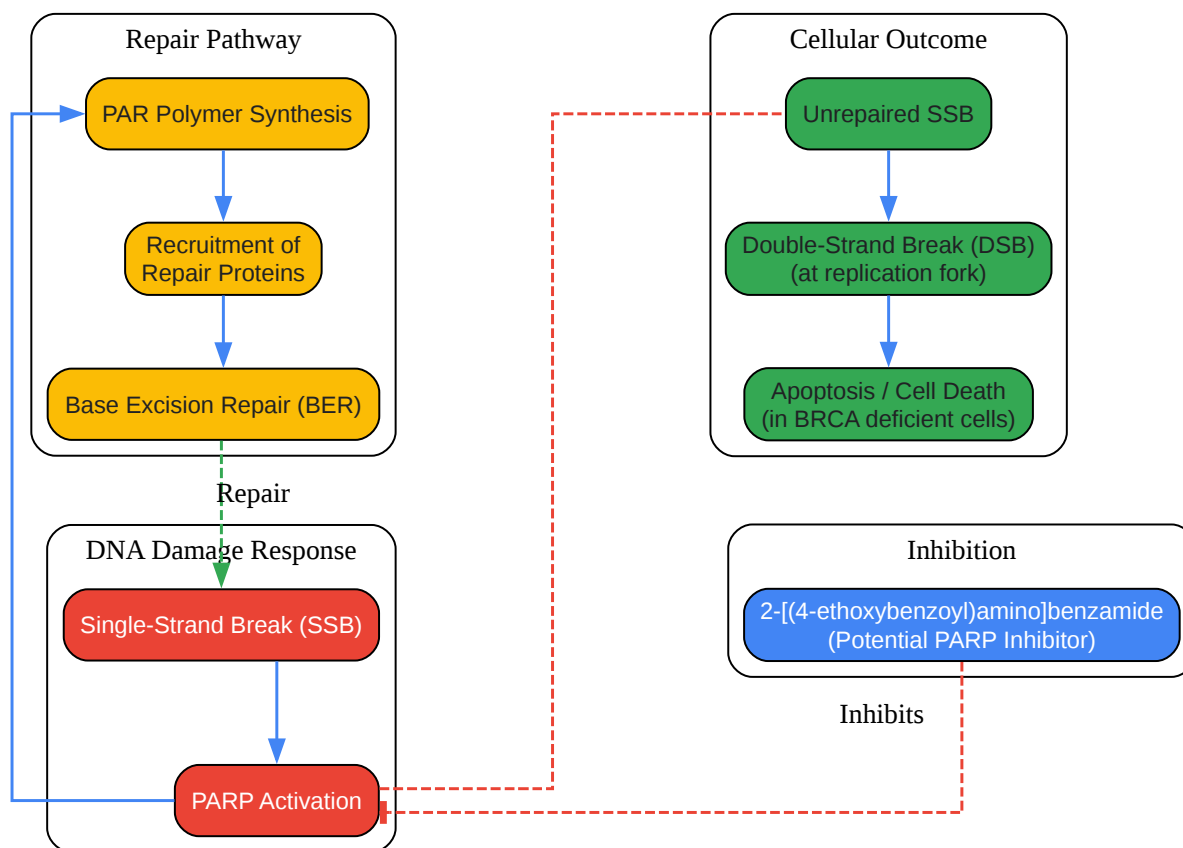 Repair Pathway
PAR Polymer Synthesis
Recruitment of
Repair Proteins
Base Excision Repair (BER)
Repair
DNA Damage Response
Single-Strand Break (SSB)
PARP Activation
Cellular Outcome
Unrepaired SSB
Double-Strand Break (DSB)
(at replication fork)
Apoptosis / Cell Death
(in BRCA deficient cells)
Inhibition
2-[(4-ethoxybenzoyl)amino]benzamide
(Potential PARP Inhibitor)
Inhibits